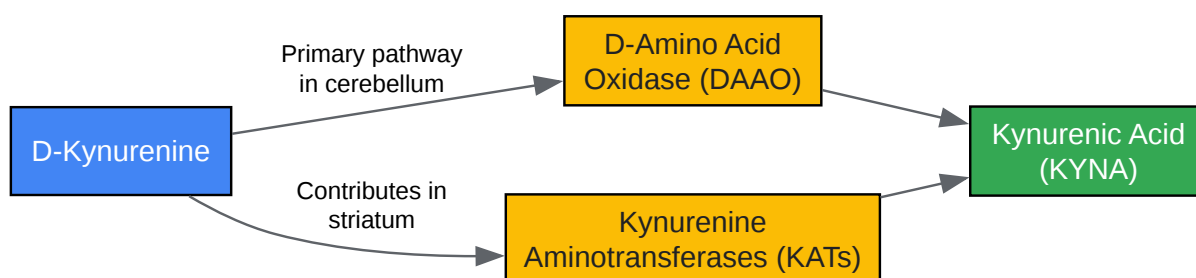 Primary pathway
in cerebellum
D-Amino Acid
Oxidase (DAAO)
D-Kynurenine
Kynurenic Acid
(KYNA)
Contributes in
striatum
Kynurenine
Aminotransferases (KATs)